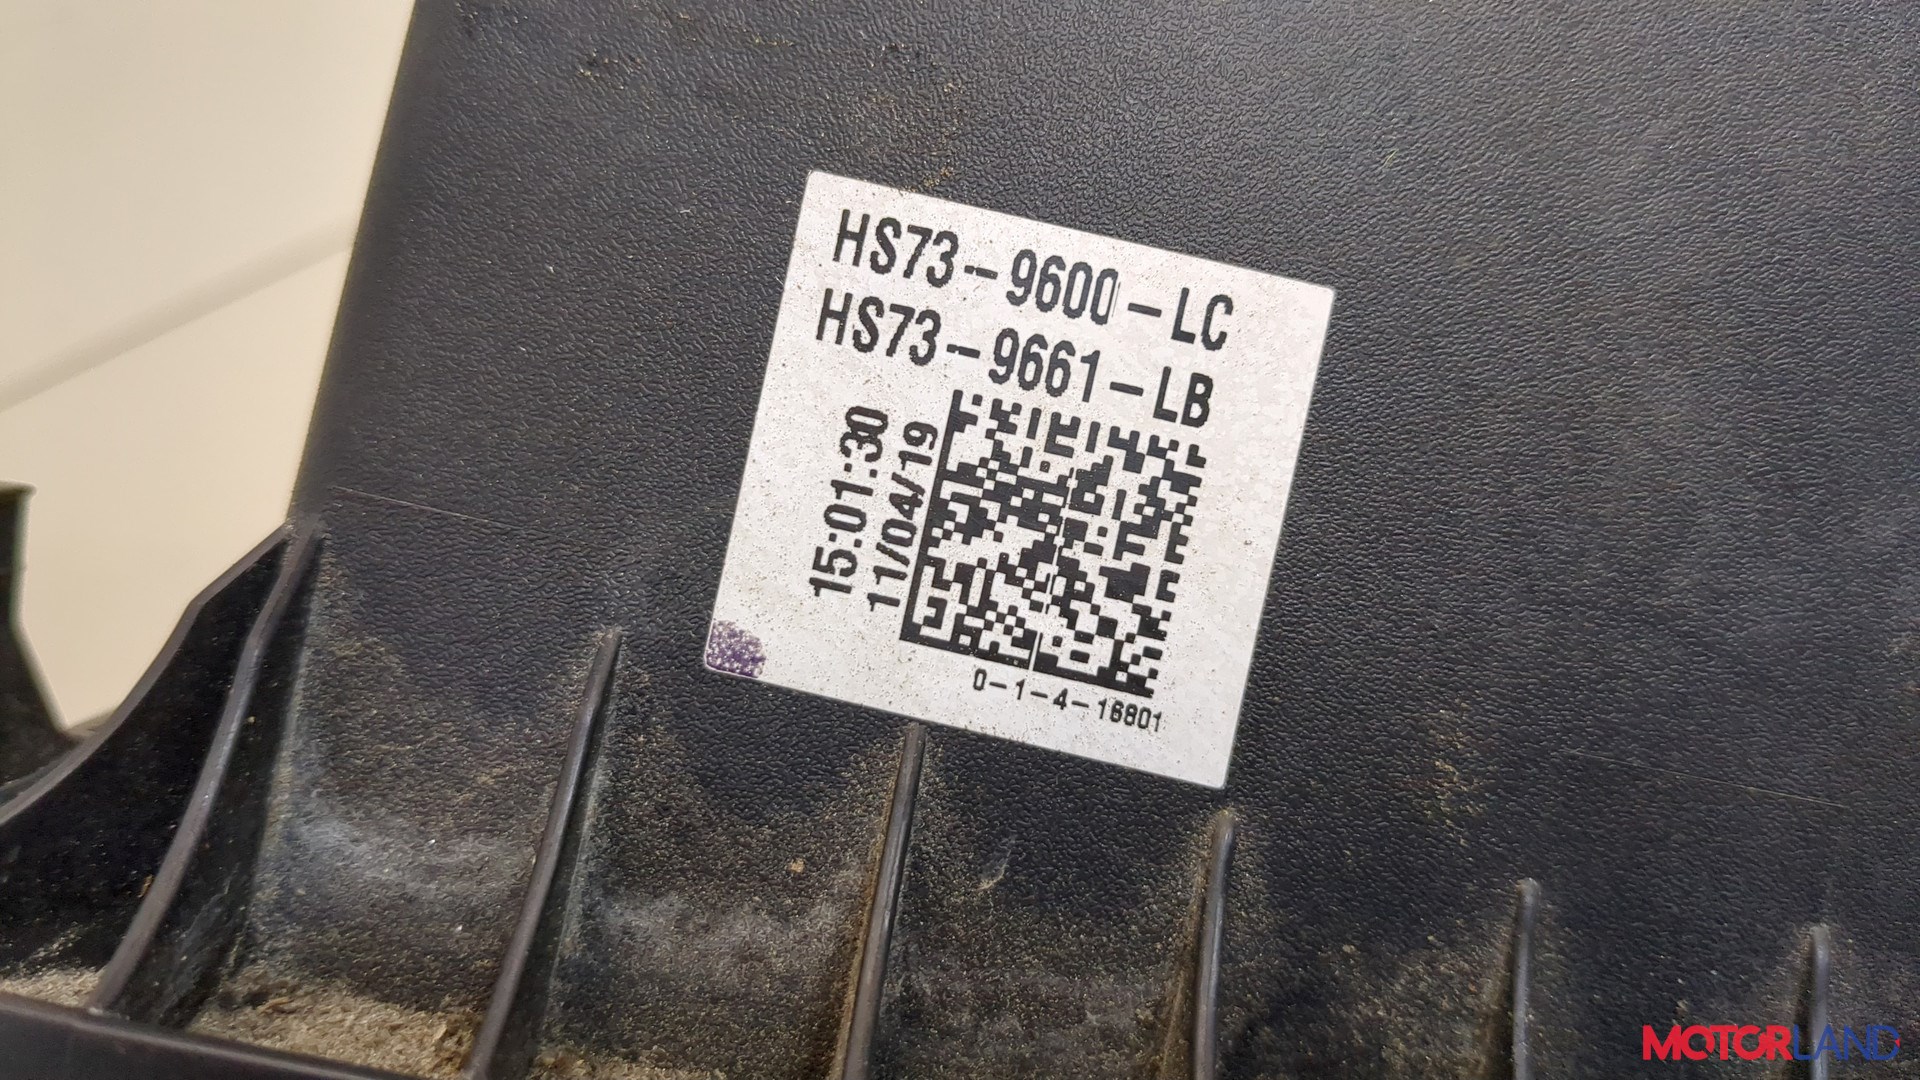 HS73-9600-LC
HS73-9661-LB
15:01:30
11/04/19
0-1-4-16801
MOTORLAND